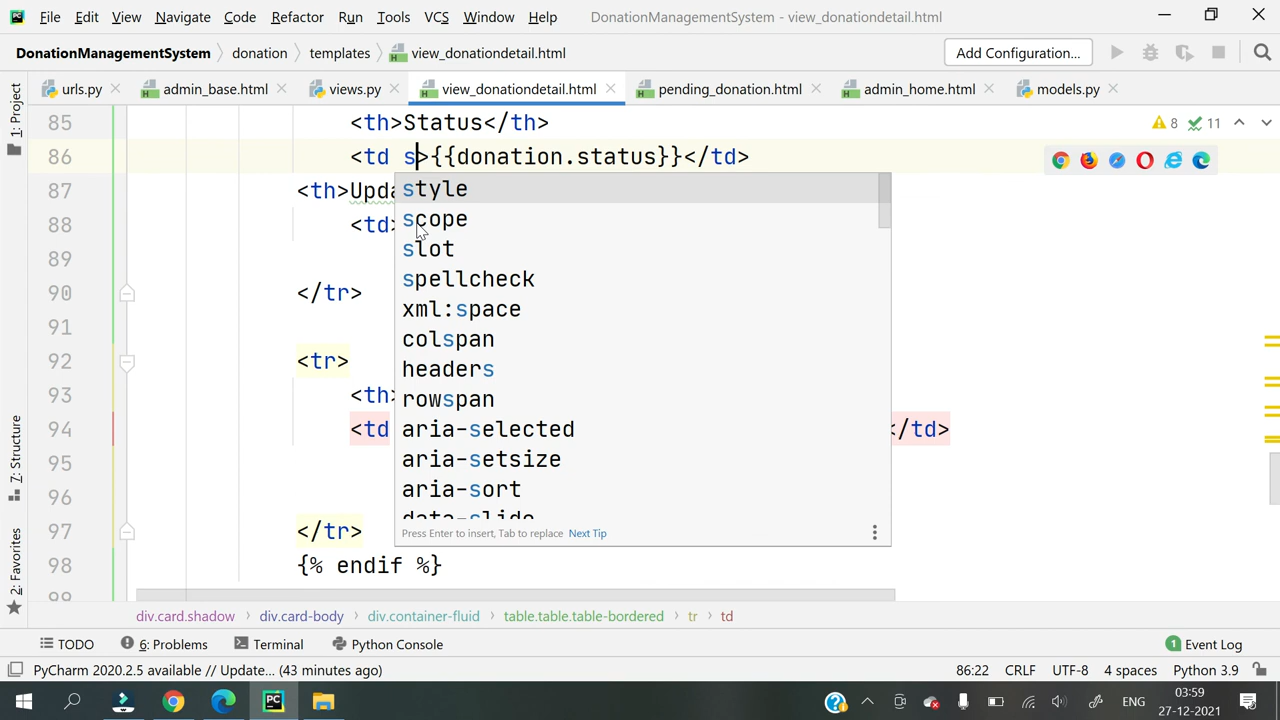 File Edit View Navigate Code Refactor Run Tools VCS Window Help DonationManagementSystem - view_donationdetail.html
DonationManagementSystem donation templates view_donationdetail.html Add Configuration...
urls.py admin_base.html views.py view_donationdetail.html pending_donation.html admin_home.html models.py
1: Project
7: Structure
2: Favorites
85 <th>Status</th>
8 11
86 <td s>{{donation.status}}</td>
87 <th>Upda
88 <td>
89
90 </tr>
91
92 <tr>
93 <th>
94 <td </td>
95
96
97 </tr>
98 {% endif %}
99
style
scope
slot
spellcheck
xml:space
colspan
headers
rowspan
aria-selected
aria-setsize
aria-sort
data-slide
Press Enter to insert, Tab to replace Next Tip
div.card.shadow div.card-body div.container-fluid table.table.table-bordered tr td
TODO 6: Problems Terminal Python Console 1 Event Log
PyCharm 2020.2.5 available // Update... (43 minutes ago) 86:22 CRLF UTF-8 4 spaces Python 3.9
PC ENG 03:59
27-12-2021